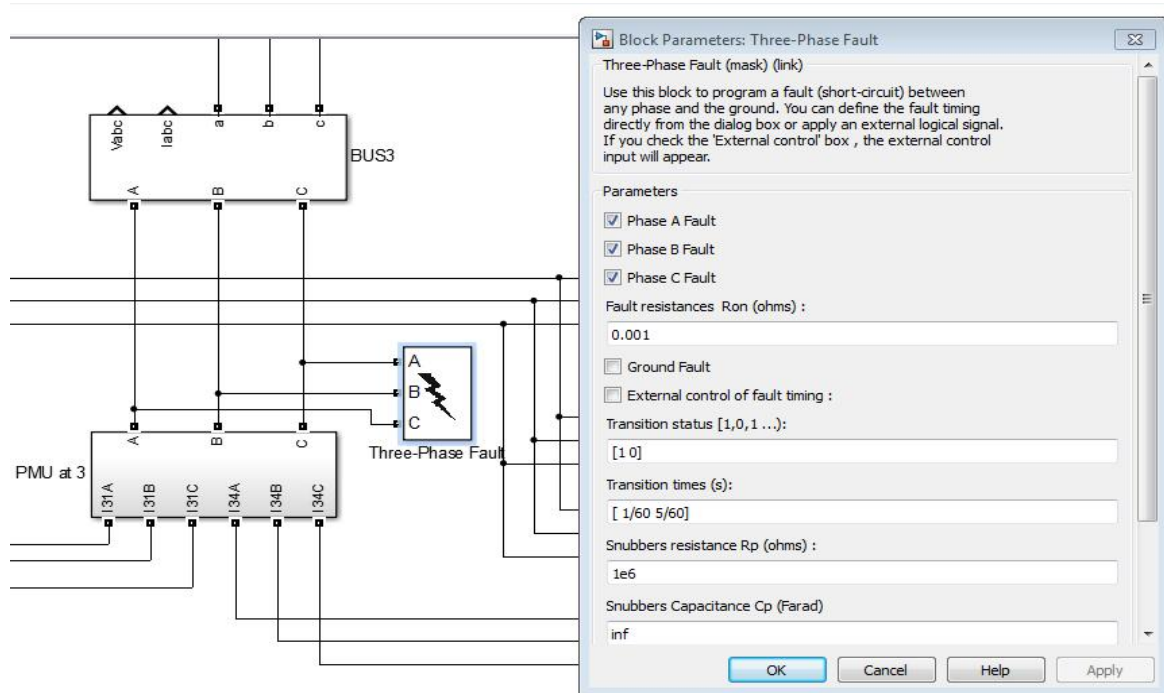 Vabc
Iabc
a
b
c
BUS3
A
B
C
A
B
C
Three-Phase Fault
A
B
C
PMU at 3
I31A
I31B
I31C
I34A
I34B
I34C
Block Parameters: Three-Phase Fault
Three-Phase Fault (mask) (link)
Use this block to program a fault (short-circuit) between
any phase and the ground. You can define the fault timing
directly from the dialog box or apply an external logical signal.
If you check the 'External control' box , the external control
input will appear.
Parameters
Phase A Fault
Phase B Fault
Phase C Fault
Fault resistances Ron (ohms) :
0.001
Ground Fault
External control of fault timing :
Transition status [1,0,1 ...):
[1 0]
Transition times (s):
[ 1/60 5/60]
Snubbers resistance Rp (ohms) :
1e6
Snubbers Capacitance Cp (Farad)
inf
OK
Cancel
Help
Apply